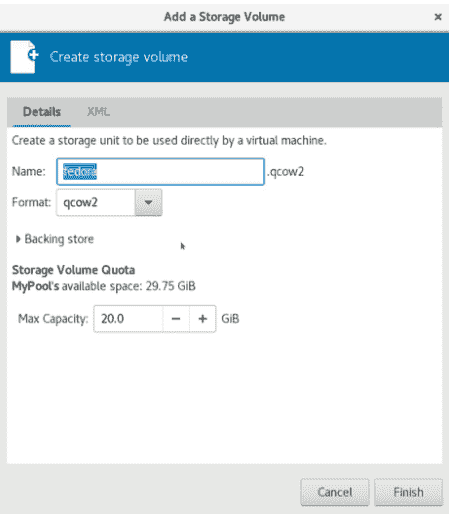 Add a Storage Volume ×
Create storage volume
Details XML
Create a storage unit to be used directly by a virtual machine.
Name: fedora .qcow2
Format: qcow2
Backing store
Storage Volume Quota
MyPool's available space: 29.75 GiB
Max Capacity: 20.0 − + GiB
Cancel Finish